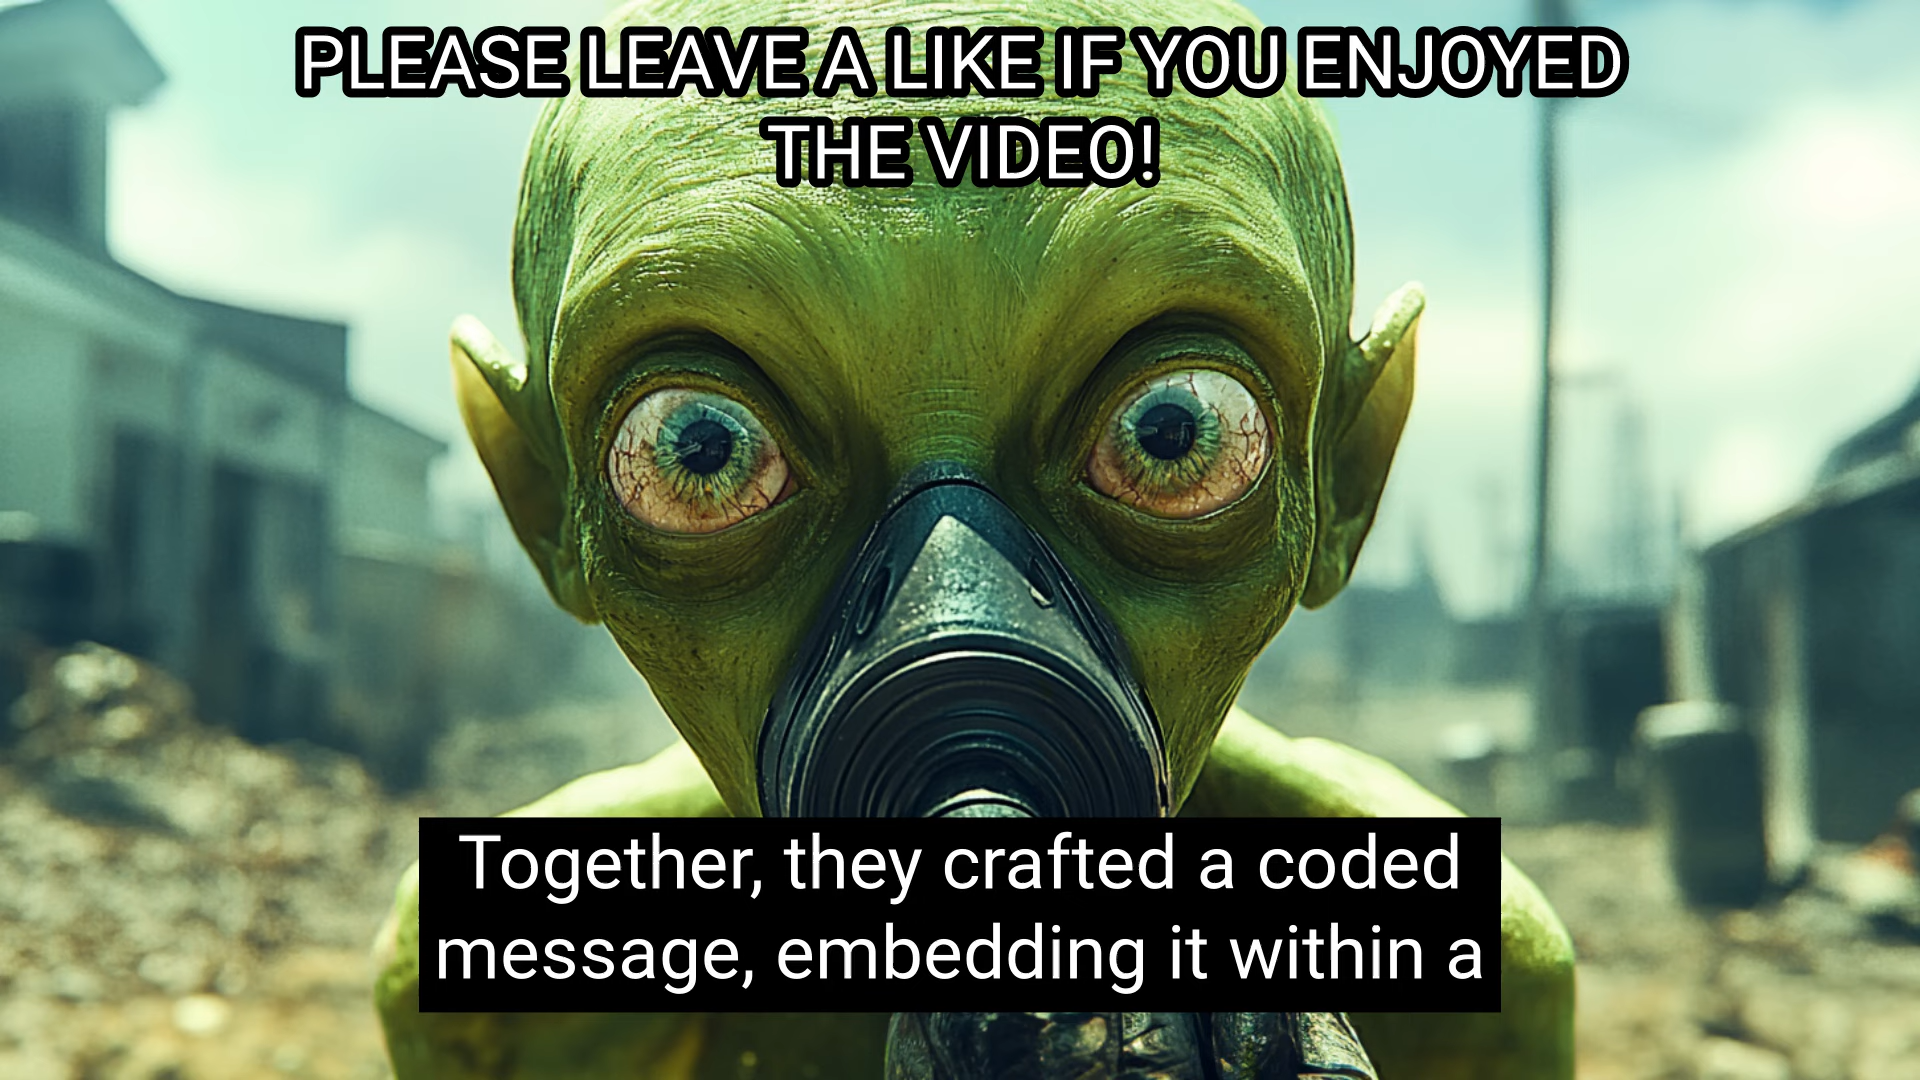 PLEASE LEAVE A LIKE IF YOU ENJOYED
THE VIDEO!
Together, they crafted a coded
message, embedding it within a